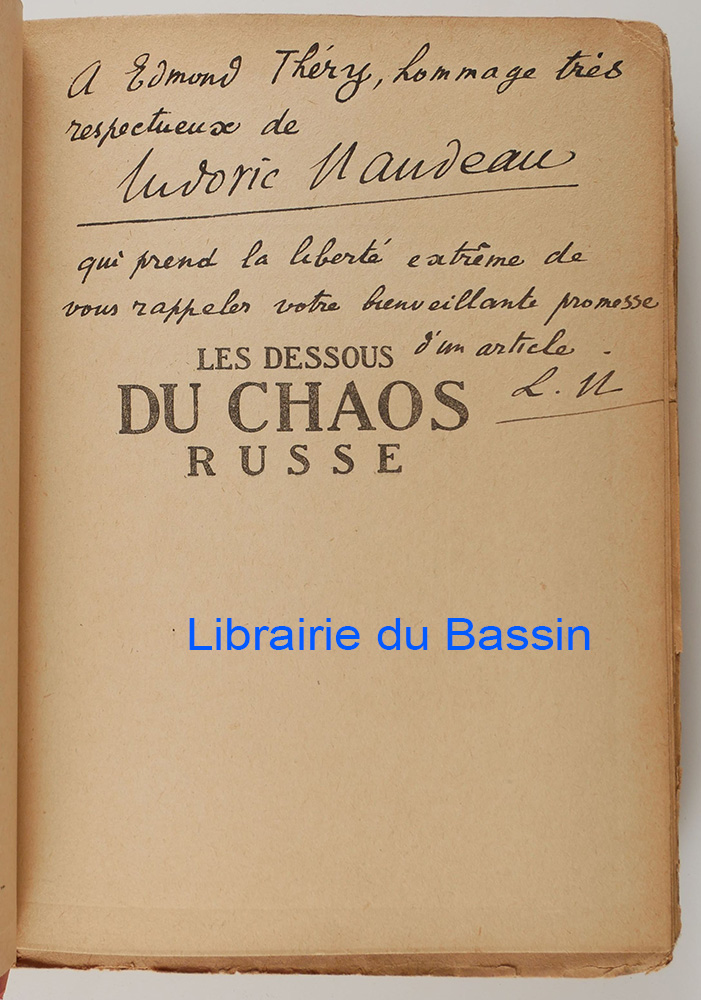 A Edmond Théry, hommage très
respectueux de
Ludovic Naudeau
qui prend la liberté extrême de
vous rappeler votre bienveillante promesse
d'un article.
L. N
LES DESSOUS
DU CHAOS
RUSSE
Librairie du Bassin